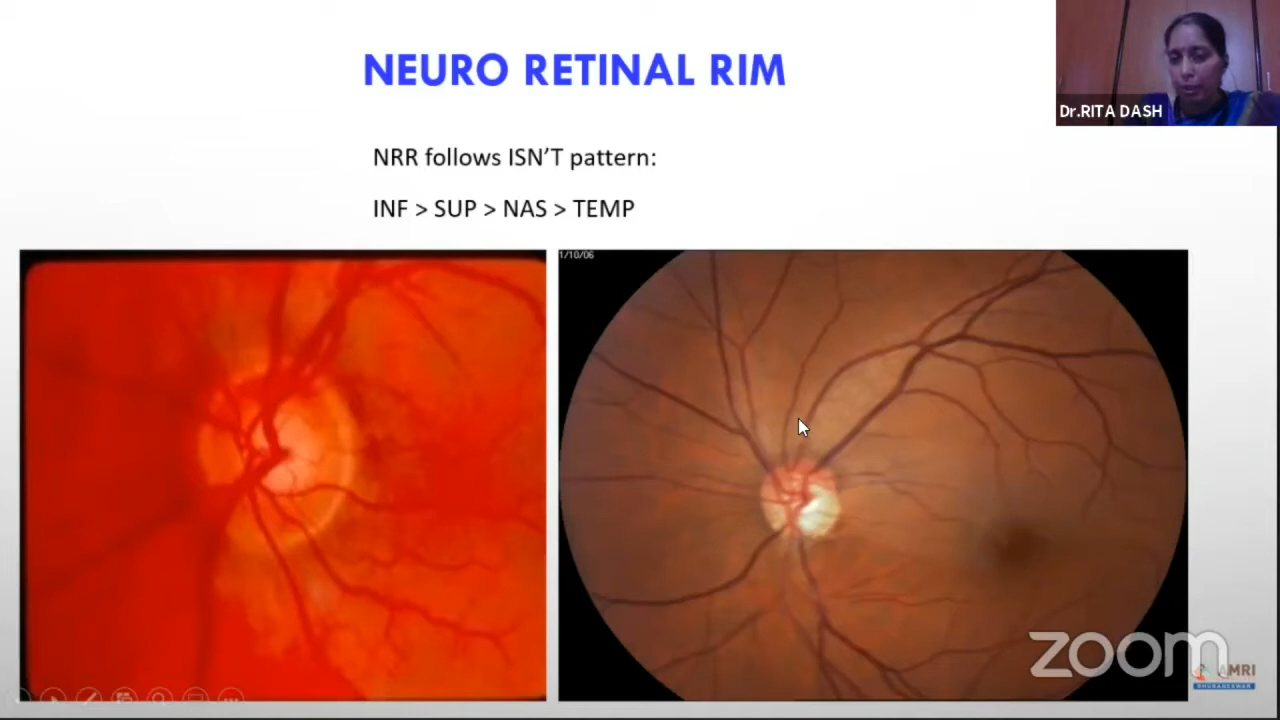 NEURO RETINAL RIM
Dr.RITA DASH
NRR follows ISN'T pattern:
INF > SUP > NAS > TEMP
1/10/06
zoom
AMRI
BHUBANESWAR